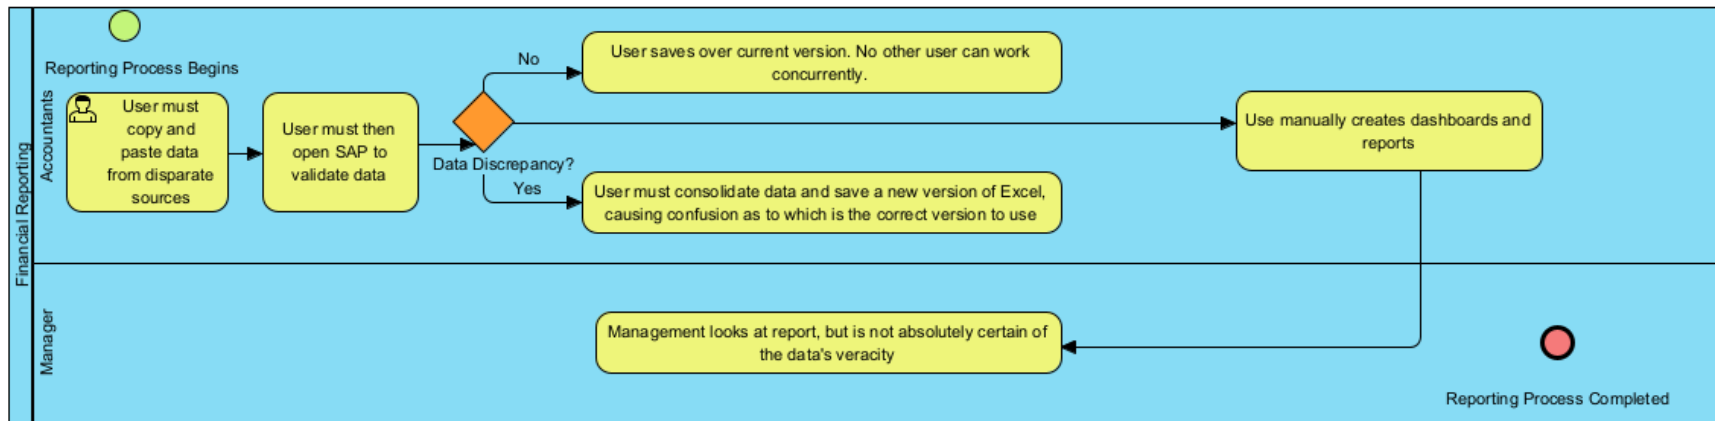 Financial Reporting
Accountants
Reporting Process Begins
User must
copy and
paste data
from disparate
sources
User must then
open SAP to
validate data
Data Discrepancy?
No
User saves over current version. No other user can work
concurrently.
Yes
User must consolidate data and save a new version of Excel,
causing confusion as to which is the correct version to use
Use manually creates dashboards and
reports
Manager
Management looks at report, but is not absolutely certain of
the data's veracity
Reporting Process Completed